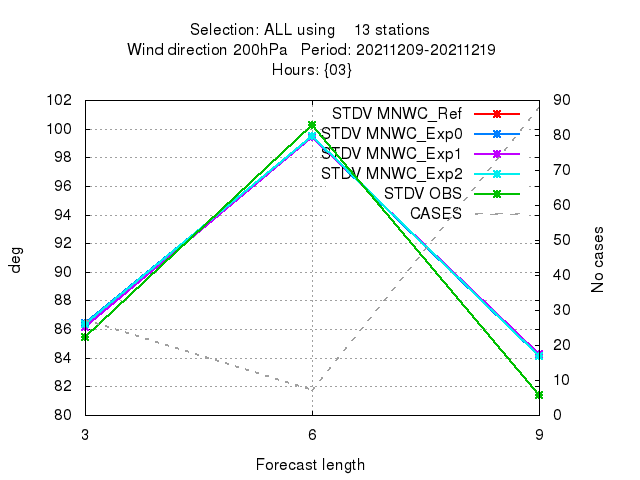 Selection: ALL using    13 stations
Wind direction 200hPa   Period: 20211209-20211219
Hours: {03}
102
100
98
96
94
92
90
88
86
84
82
80
deg
STDV MNWC_Ref
STDV MNWC_Exp0
STDV MNWC_Exp1
STDV MNWC_Exp2
STDV OBS
CASES
90
80
70
60
50
40
30
20
10
0
No cases
3 6 9
Forecast length